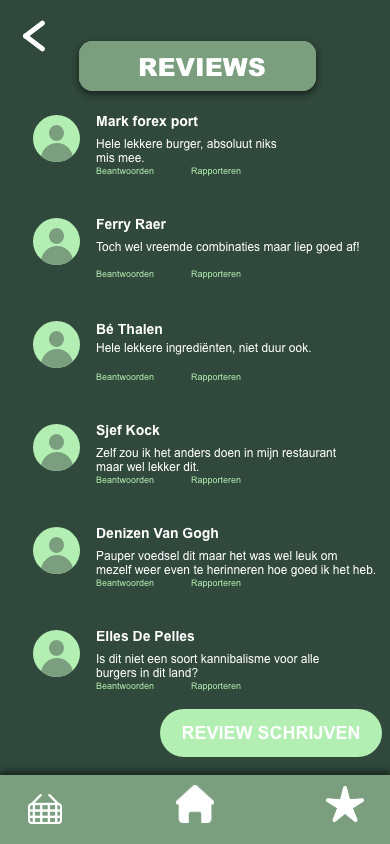 REVIEWS
Mark forex port
Hele lekkere burger, absoluut niks
mis mee.
Beantwoorden Rapporteren
Ferry Raer
Toch wel vreemde combinaties maar liep goed af!
Beantwoorden Rapporteren
Bé Thalen
Hele lekkere ingrediënten, niet duur ook.
Beantwoorden Rapporteren
Sjef Kock
Zelf zou ik het anders doen in mijn restaurant
maar wel lekker dit.
Beantwoorden Rapporteren
Denizen Van Gogh
Pauper voedsel dit maar het was wel leuk om
mezelf weer even te herinneren hoe goed ik het heb.
Beantwoorden Rapporteren
Elles De Pelles
Is dit niet een soort kannibalisme voor alle
burgers in dit land?
Beantwoorden Rapporteren
REVIEW SCHRIJVEN